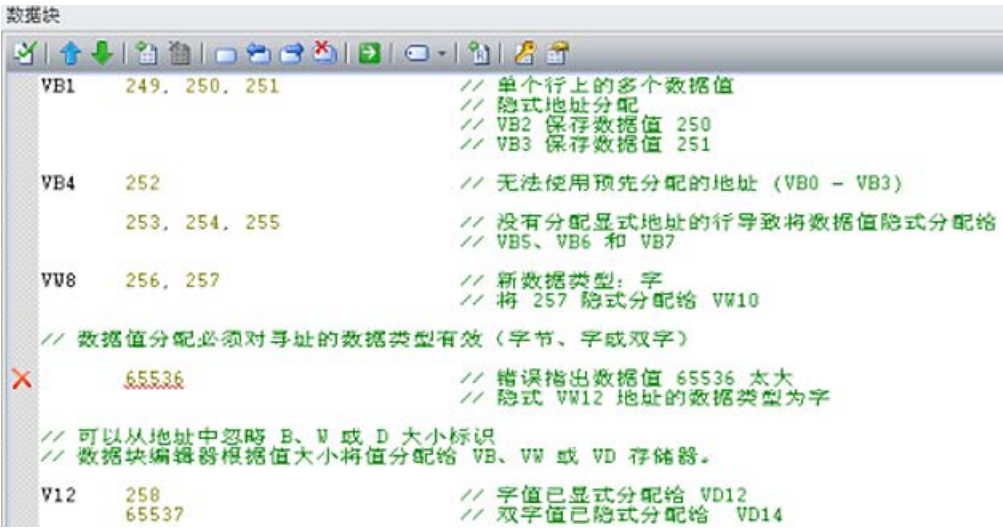 数据块
VB1 249, 250, 251 // 单个行上的多个数据值
// 隐式地址分配
// VB2 保存数据值 250
// VB3 保存数据值 251
VB4 252 // 无法使用预先分配的地址 (VB0 - VB3)
253, 254, 255 // 没有分配显式地址的行导致将数据值隐式分配给
// VB5、VB6 和 VB7
VW8 256, 257 // 新数据类型: 字
// 将 257 隐式分配给 VW10
// 数据值分配必须对寻址的数据类型有效（字节、字或双字）
65536 // 错误指出数据值 65536 太大
// 隐式 VW12 地址的数据类型为字
// 可以从地址中忽略 B、W 或 D 大小标识
// 数据块编辑器根据值大小将值分配给 VB、VW 或 VD 存储器。
V12 258 // 字值已显式分配给 VD12
65537 // 双字值已隐式分配给 VD14